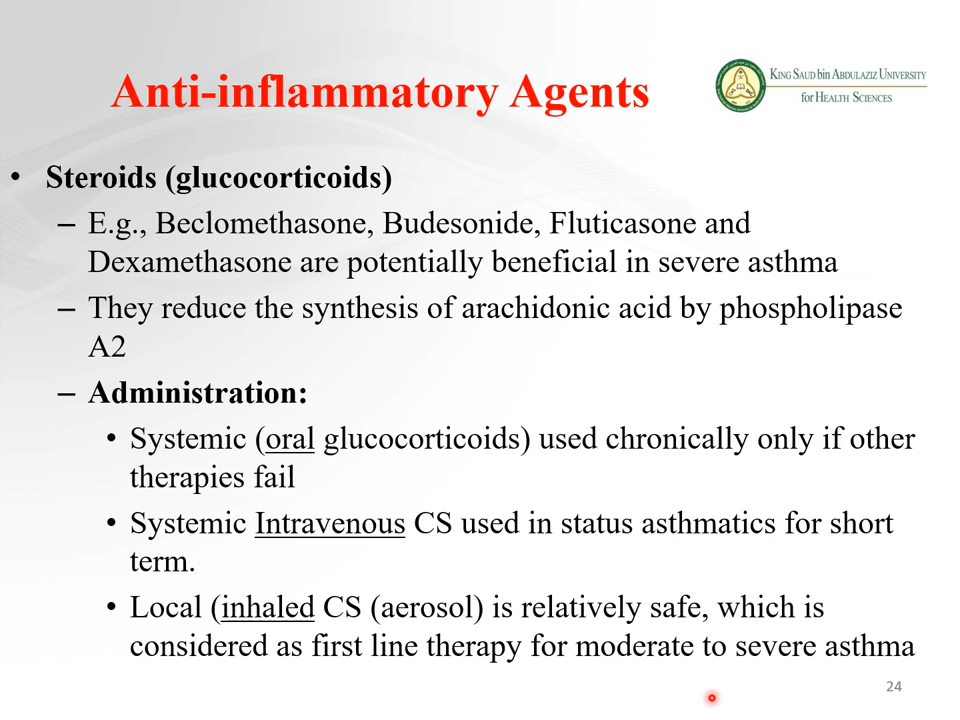 Anti-inflammatory Agents
KING SAUD bin ABDULAZIZ UNIVERSITY
for HEALTH SCIENCES
• Steroids (glucocorticoids)
– E.g., Beclomethasone, Budesonide, Fluticasone and
Dexamethasone are potentially beneficial in severe asthma
– They reduce the synthesis of arachidonic acid by phospholipase
A2
– Administration:
• Systemic (oral glucocorticoids) used chronically only if other
therapies fail
• Systemic Intravenous CS used in status asthmatics for short
term.
• Local (inhaled CS (aerosol) is relatively safe, which is
considered as first line therapy for moderate to severe asthma
24